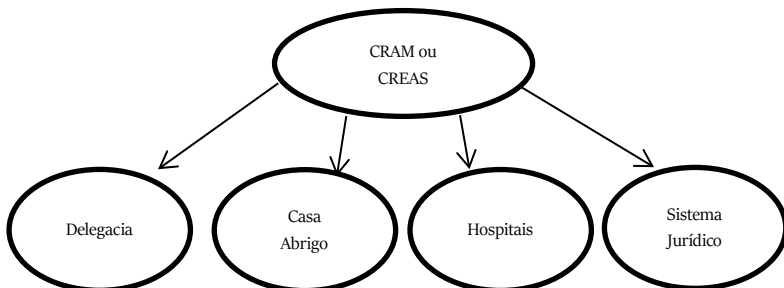 CRAM ou
CREAS
Delegacia
Casa
Abrigo
Hospitais
Sistema
Jurídico